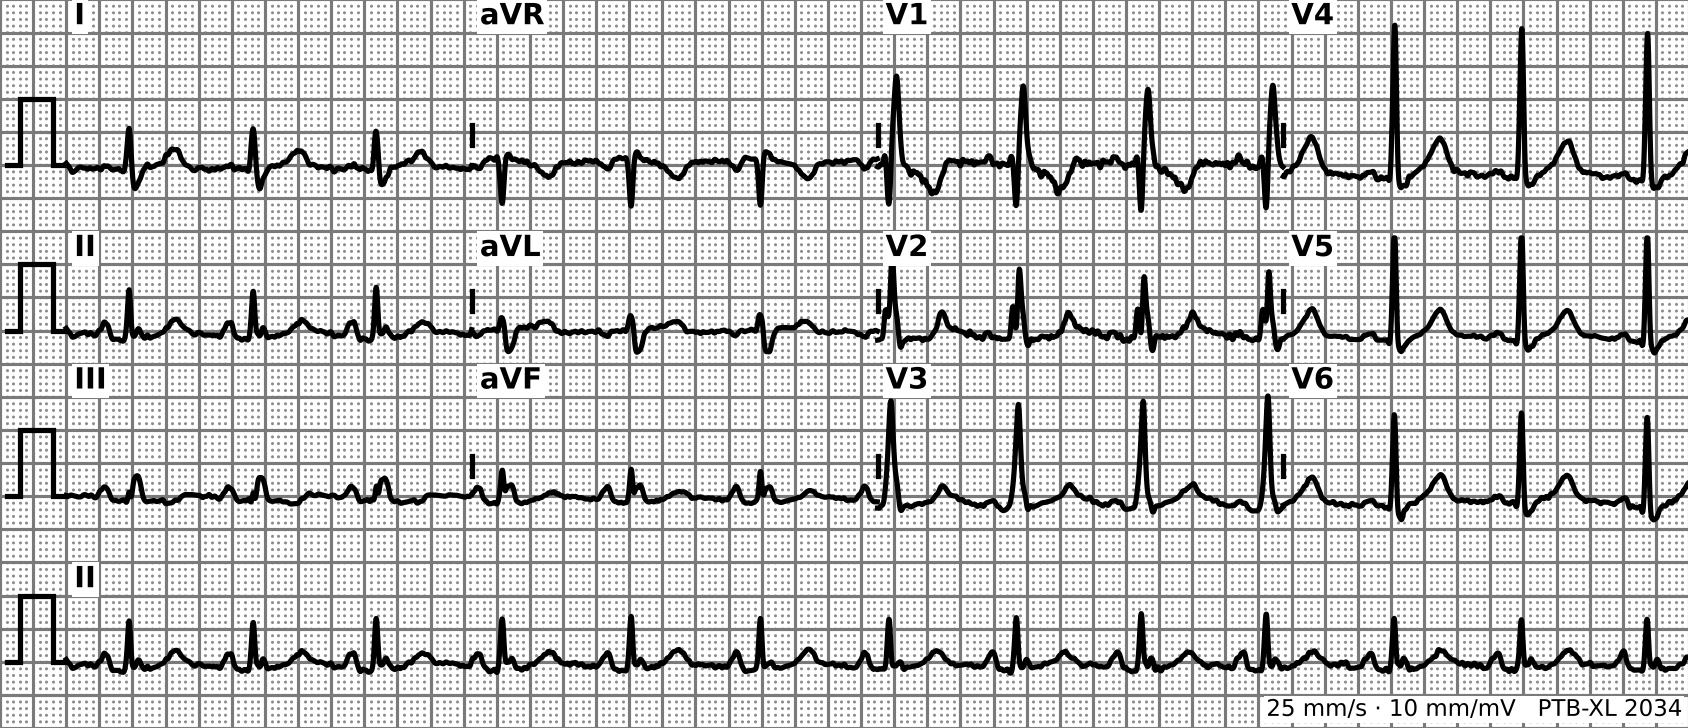 I aVR V1 V4
II aVL V2 V5
III aVF V3 V6
II
25 mm/s · 10 mm/mV PTB-XL 2034